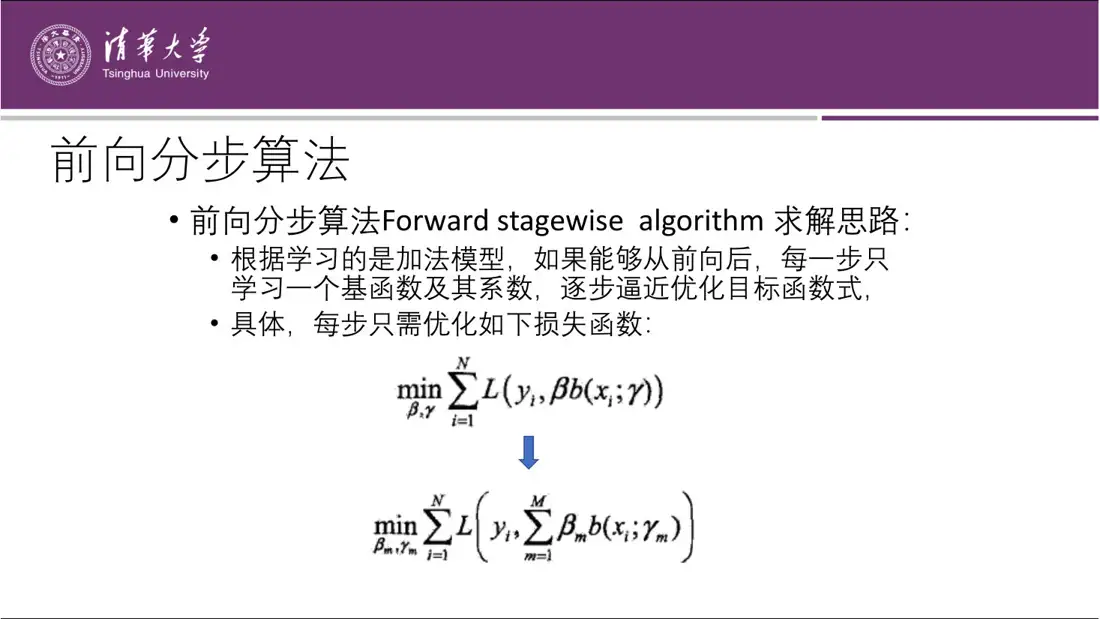 清华大学
Tsinghua University
前向分步算法
• 前向分步算法Forward stagewise algorithm 求解思路：
• 根据学习的是加法模型，如果能够从前向后，每一步只
学习一个基函数及其系数，逐步逼近优化目标函数式，
• 具体，每步只需优化如下损失函数：
min_{β,γ} ∑_{i=1}^{N} L(y_i, βb(x_i;γ))
min_{β_m,γ_m} ∑_{i=1}^{N} L(y_i, ∑_{m=1}^{M} β_m b(x_i;γ_m))